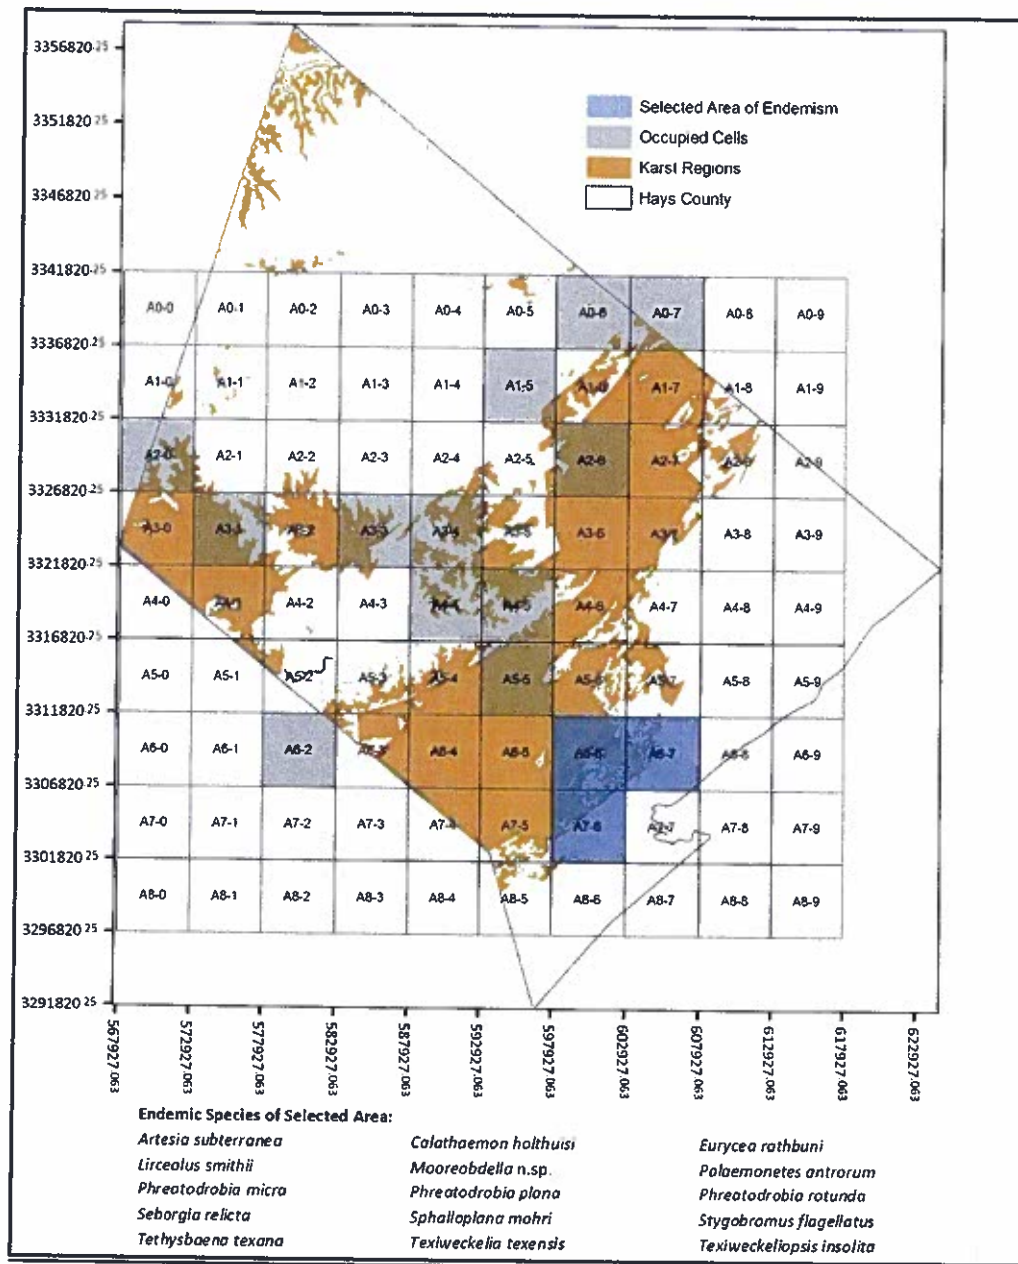 3356820.25
Selected Area of Endemism
3351820.25
Occupied Cells
Karst Regions
3346820.25
Hays County
3341820.25
A0-0 A0-1 A0-2 A0-3 A0-4 A0-5 A0-6 A0-7 A0-8 A0-9
3336820.25
A1-0 A1-1 A1-2 A1-3 A1-4 A1-5 A1-6 A1-7 A1-8 A1-9
3331820.25
A2-0 A2-1 A2-2 A2-3 A2-4 A2-5 A2-6 A2-7 A2-8 A2-9
3326820.25
A3-0 A3-1 A3-2 A3-3 A3-4 A3-5 A3-6 A3-7 A3-8 A3-9
3321820.25
A4-0 A4-1 A4-2 A4-3 A4-4 A4-5 A4-6 A4-7 A4-8 A4-9
3316820.25
A5-0 A5-1 A5-2 A5-3 A5-4 A5-5 A5-6 A5-7 A5-8 A5-9
3311820.25
A6-0 A6-1 A6-2 A6-3 A6-4 A6-5 A6-6 A6-7 A6-8 A6-9
3306820.25
A7-0 A7-1 A7-2 A7-3 A7-4 A7-5 A7-6 A7-7 A7-8 A7-9
3301820.25
A8-0 A8-1 A8-2 A8-3 A8-4 A8-5 A8-6 A8-7 A8-8 A8-9
3296820.25
3291820.25
567927.063 572927.063 577927.063 582927.063 587927.063 592927.063 597927.063 602927.063 607927.063 612927.063 617927.063 622927.063
Endemic Species of Selected Area:
Artesia subterranea Calathaemon holthuisi Eurycea rathbuni
Lirceolus smithii Mooreobdella n.sp. Palaemonetes antrorum
Phreatodrobia micra Phreatodrobia plana Phreatodrobia rotunda
Seborgia relicta Sphalloplana mohri Stygobromus flagellatus
Tethysbaena texana Texiweckelia texensis Texiweckeliopsis insolita